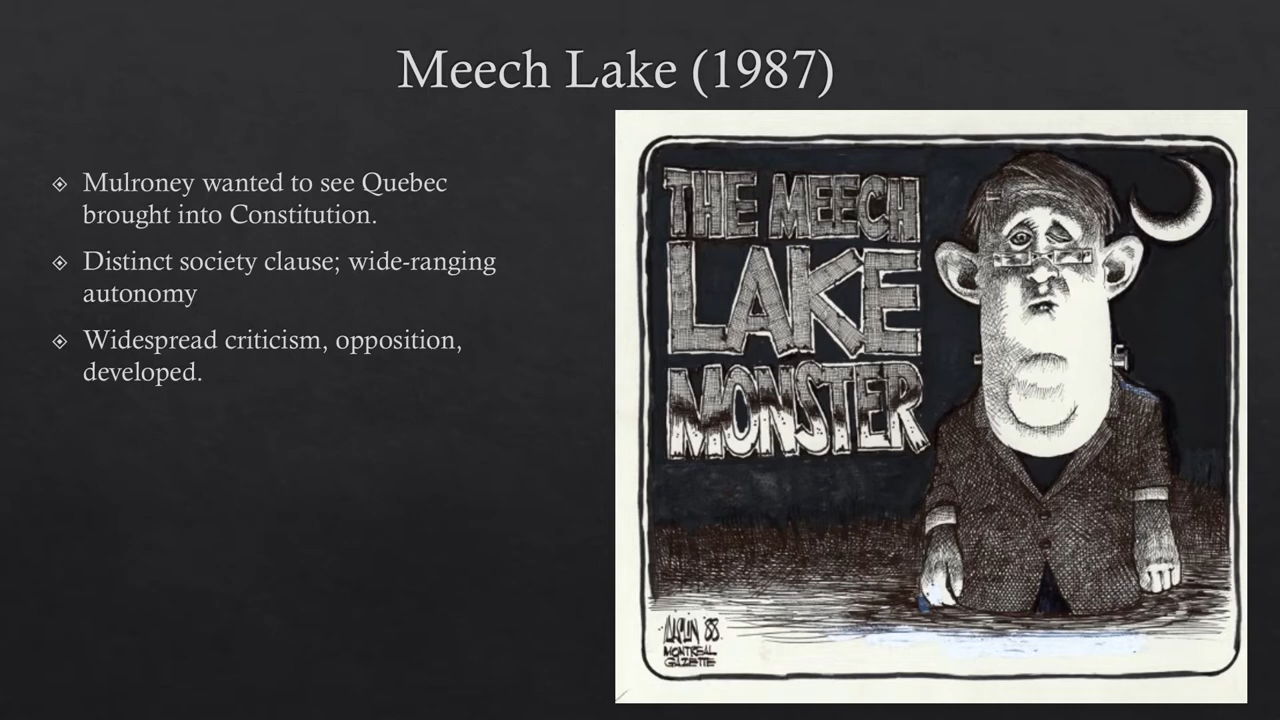 Meech Lake (1987)
Mulroney wanted to see Quebec
brought into Constitution.
Distinct society clause; wide-ranging
autonomy
Widespread criticism, opposition,
developed.
THE MEECH
LAKE
MONSTER
'88
MONTREAL
GAZETTE